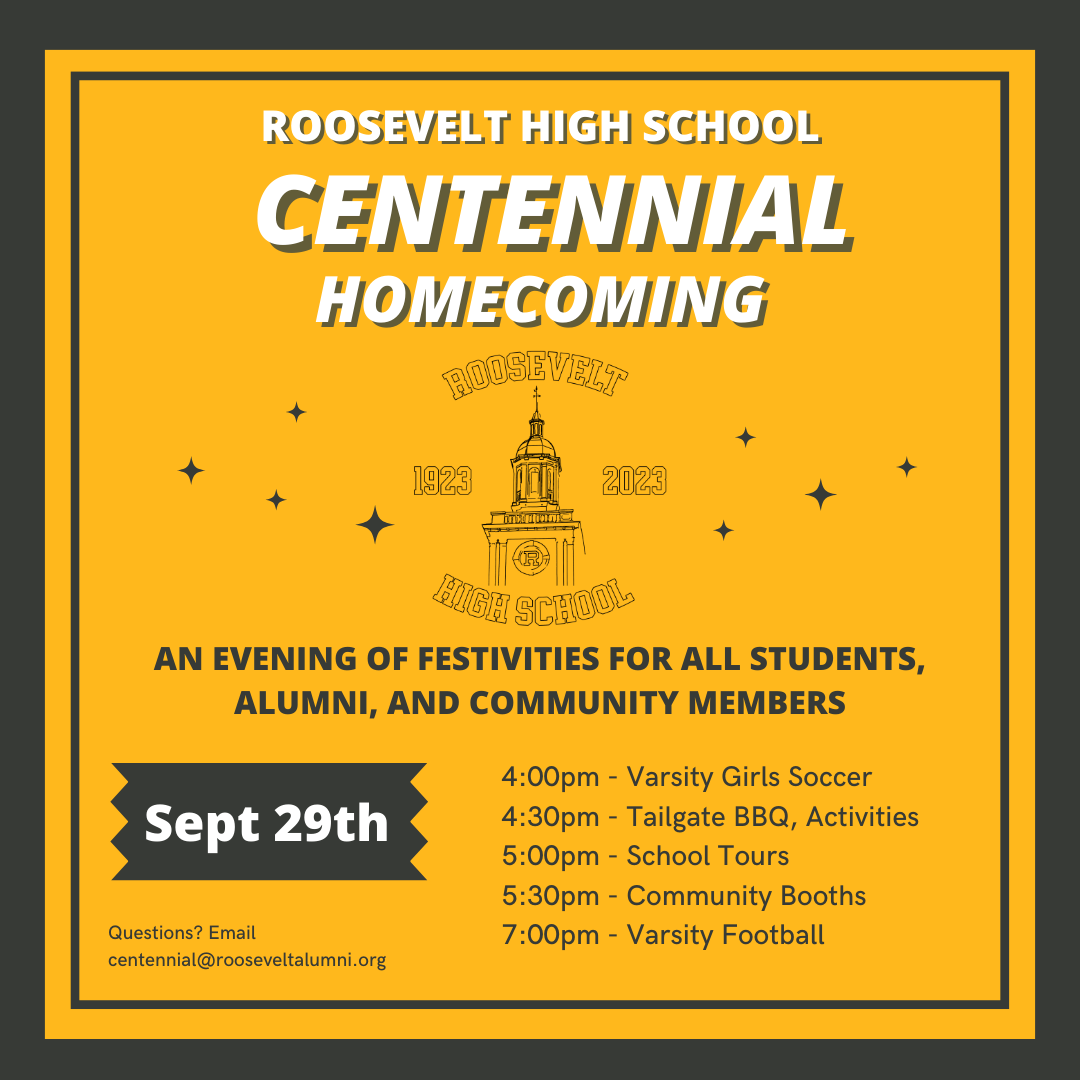 ROOSEVELT HIGH SCHOOL
CENTENNIAL
HOMECOMING
ROOSEVELT
1923 2023
R
HIGH SCHOOL
AN EVENING OF FESTIVITIES FOR ALL STUDENTS,
ALUMNI, AND COMMUNITY MEMBERS
Sept 29th
4:00pm - Varsity Girls Soccer
4:30pm - Tailgate BBQ, Activities
5:00pm - School Tours
5:30pm - Community Booths
7:00pm - Varsity Football
Questions? Email
centennial@rooseveltalumni.org